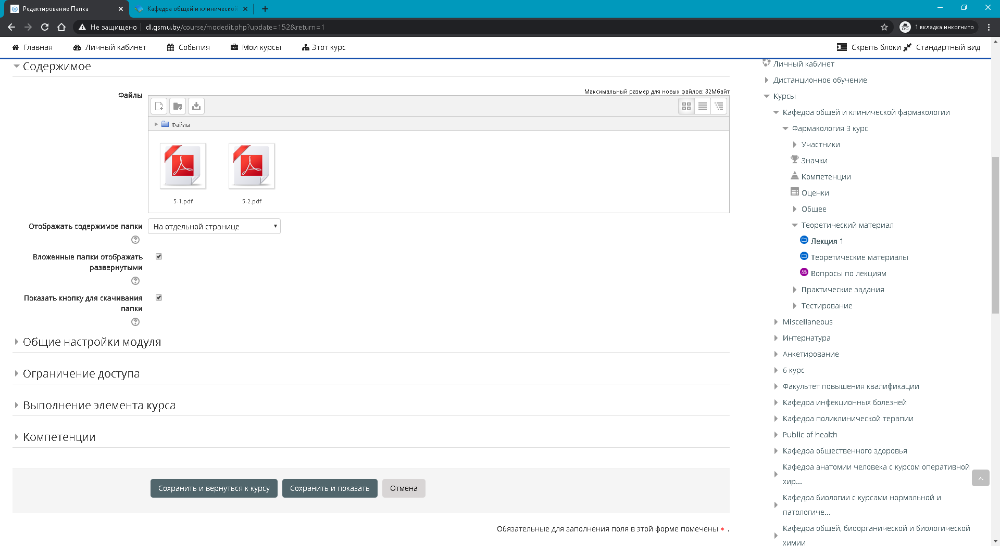 Редактирование Папка
Кафедра общей и клинической
Не защищено
dl.gsmu.by/course/modedit.php?update=152&return=1
1 вкладка инкогнито
Главная
Личный кабинет
События
Мои курсы
Этот курс
Скрыть блоки
Стандартный вид
Содержимое
Файлы
Максимальный размер для новых файлов: 32Мбайт
Файлы
5-1.pdf
5-2.pdf
Отображать содержимое папки
На отдельной странице
Вложенные папки отображать
развернутыми
Показать кнопку для скачивания
папки
Общие настройки модуля
Ограничение доступа
Выполнение элемента курса
Компетенции
Сохранить и вернуться к курсу
Сохранить и показать
Отмена
Обязательные для заполнения поля в этой форме помечены * .
Личный кабинет
Дистанционное обучение
Курсы
Кафедра общей и клинической фармакологии
Фармакология 3 курс
Участники
Значки
Компетенции
Оценки
Общее
Теоретический материал
Лекция 1
Теоретические материалы
Вопросы по лекциям
Практические задания
Тестирование
Miscellaneous
Интернатура
Анкетирование
6 курс
Факультет повышения квалификации
Кафедра инфекционных болезней
Кафедра поликлинической терапии
Public of health
Кафедра общественного здоровья
Кафедра анатомии человека с курсом оперативной
хир...
Кафедра биологии с курсами нормальной и
патологиче...
Кафедра общей, биоорганической и биологической
химии